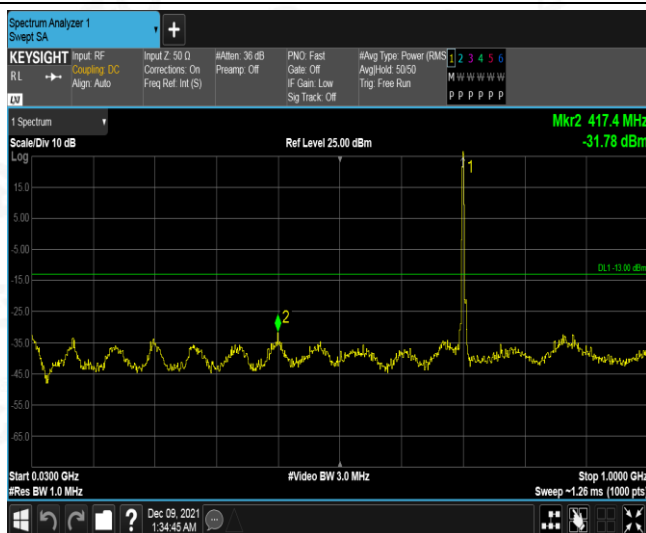 Spectrum Analyzer 1
Swept SA
+
KEYSIGHT
RL
LXI
Input: RF
Coupling: DC
Align: Auto
Input Z: 50 Ω
Corrections: On
Freq Ref: Int (S)
#Atten: 36 dB
Preamp: Off
PNO: Fast
Gate: Off
IF Gain: Low
Sig Track: Off
#Avg Type: Power (RMS
Avg|Hold: 50/50
Trig: Free Run
1 2 3 4 5 6
M W W W W W
P P P P P P
1 Spectrum
Scale/Div 10 dB
Ref Level 25.00 dBm
Mkr2 417.4 MHz
-31.78 dBm
Log
15.0
5.00
-5.00
-15.0
-25.0
-35.0
-45.0
-55.0
-65.0
1
2
DL1 -13.00 dBm
Start 0.0300 GHz
#Res BW 1.0 MHz
#Video BW 3.0 MHz
Stop 1.0000 GHz
Sweep ~1.26 ms (1000 pts)
?
Dec 09, 2021
1:34:45 AM